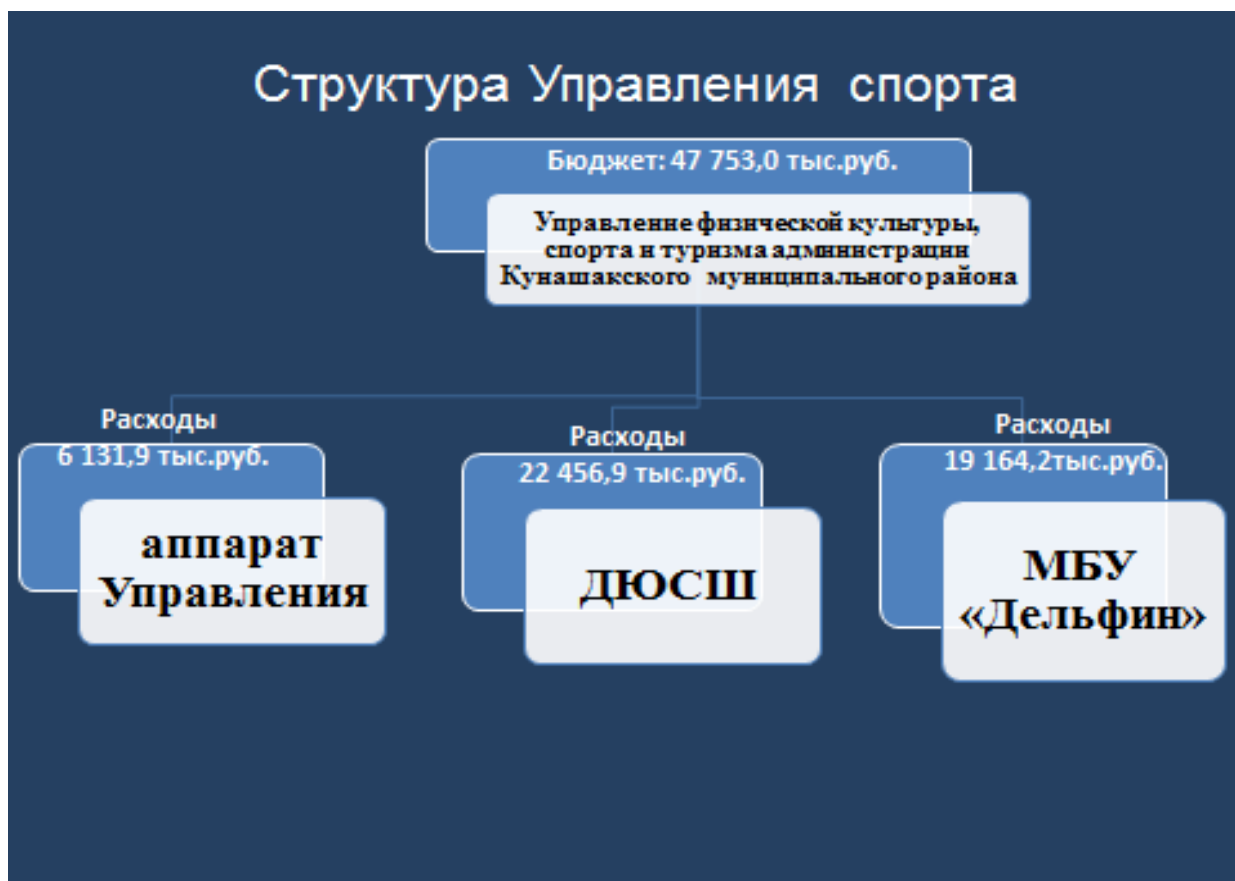 Структура Управления спорта
Бюджет: 47 753,0 тыс.руб.
Управление физической культуры,
спорта и туризма администрации
Кунашакского муниципального района
Расходы
6 131,9 тыс.руб.
аппарат
Управления
Расходы
22 456,9 тыс.руб.
ДЮСШ
Расходы
19 164,2тыс.руб.
МБУ
«Дельфин»